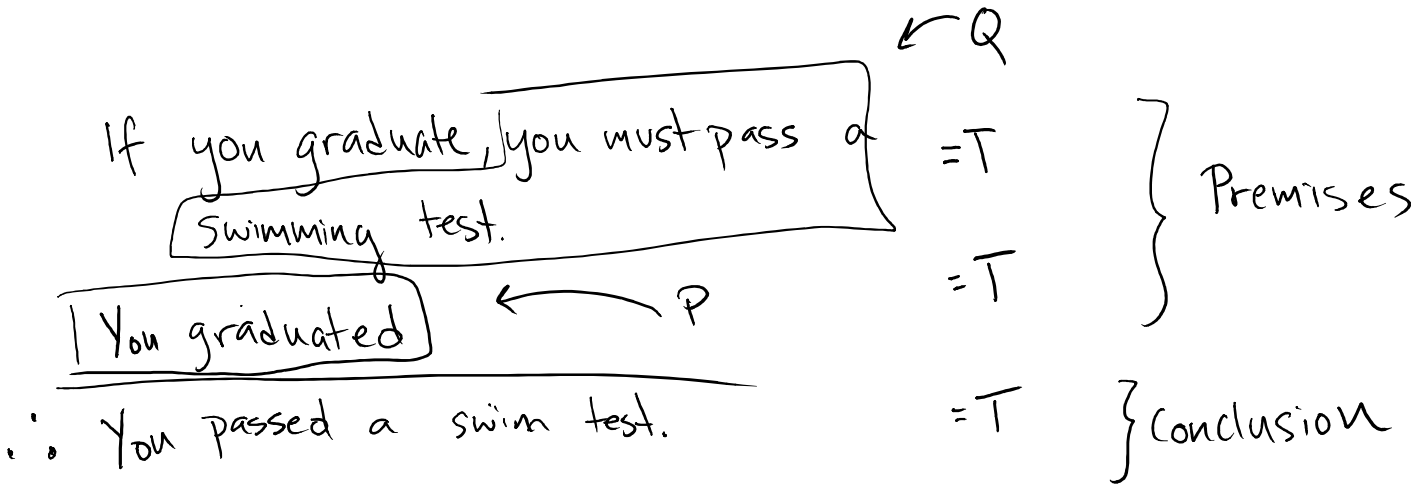 Q
If you graduate, you must pass a =T
swimming test.
Premises
=T
You graduated P
∴ You passed a swim test. =T } Conclusion